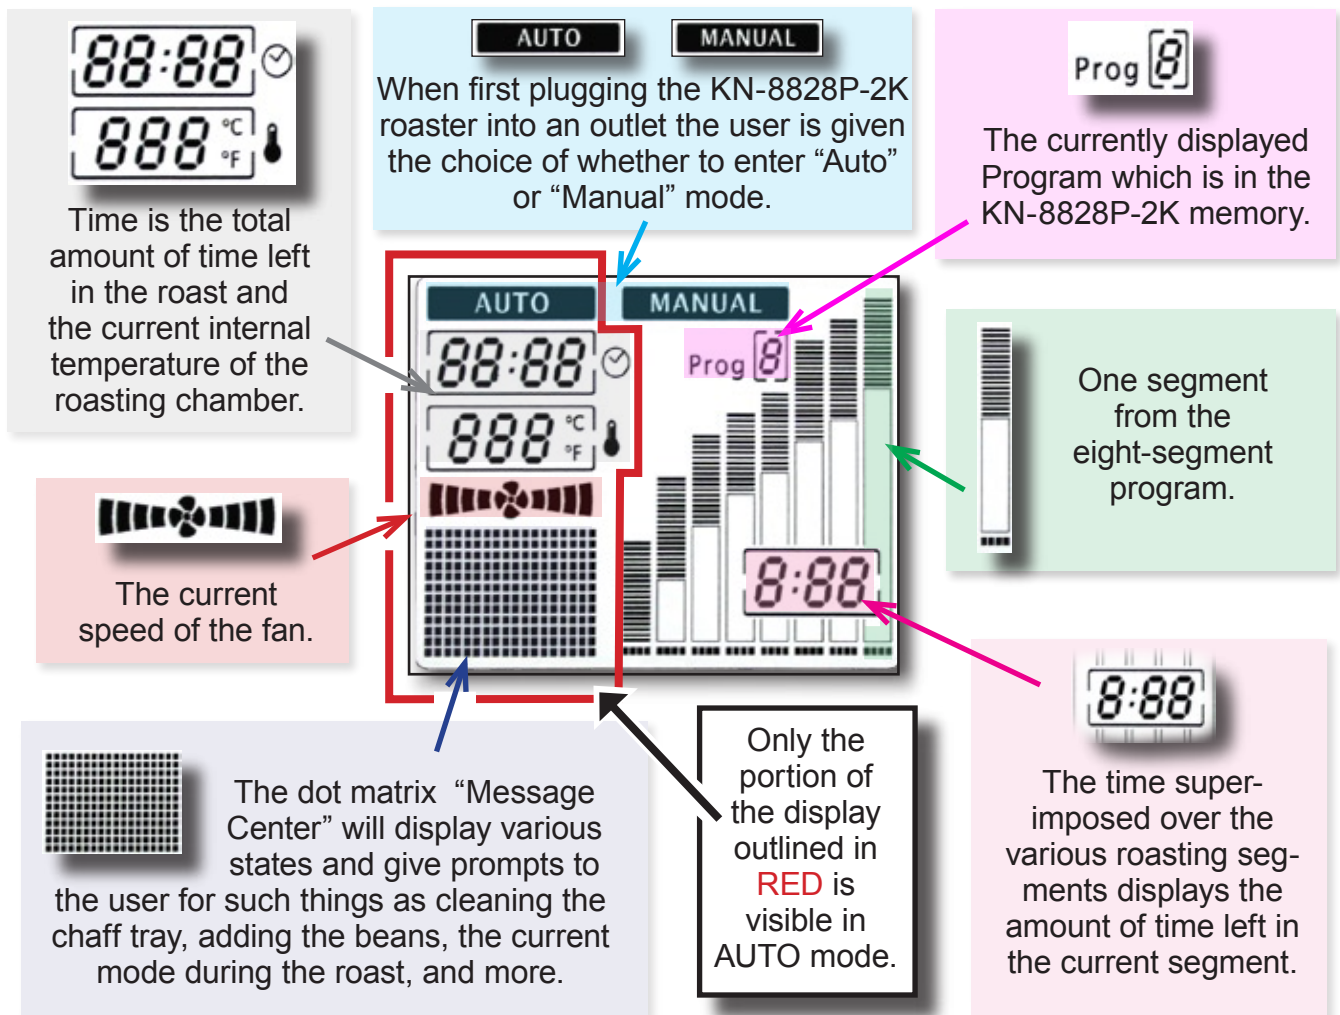 88:88
888 °C
°F
Time is the total
amount of time left
in the roast and
the current internal
temperature of the
roasting chamber.
AUTO MANUAL
When first plugging the KN-8828P-2K
roaster into an outlet the user is given
the choice of whether to enter “Auto”
or “Manual” mode.
Prog 8
The currently displayed
Program which is in the
KN-8828P-2K memory.
AUTO MANUAL
88:88
Prog 8
888 °C
°F
8:88
One segment
from the
eight-segment
program.
The current
speed of the fan.
The dot matrix “Message
Center” will display various
states and give prompts to
the user for such things as cleaning the
chaff tray, adding the beans, the current
mode during the roast, and more.
Only the
portion of
the display
outlined in
RED is
visible in
AUTO mode.
8:88
The time super-
imposed over the
various roasting seg-
ments displays the
amount of time left in
the current segment.